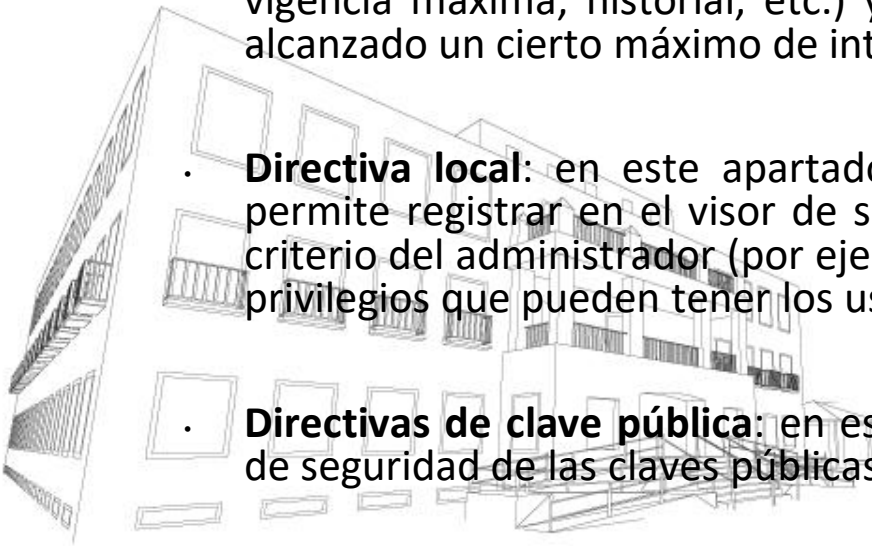 vigencia máxima, historial, etc.) y
alcanzado un cierto máximo de int
· Directiva local: en este apartado
permite registrar en el visor de s
criterio del administrador (por eje
privilegios que pueden tener los us
· Directivas de clave pública: en es
de seguridad de las claves públicas